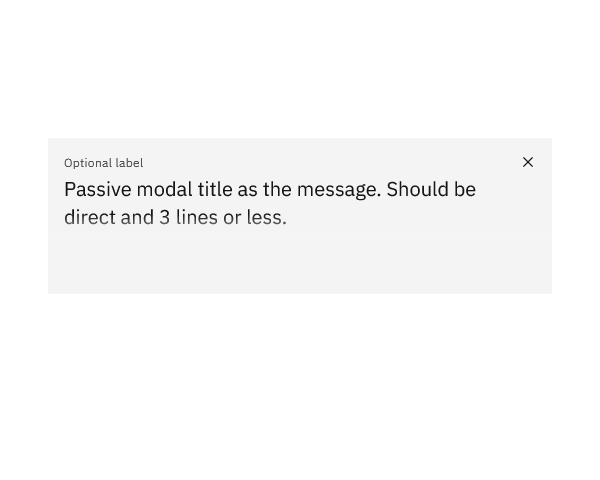 Optional label
Passive modal title as the message. Should be
direct and 3 lines or less.